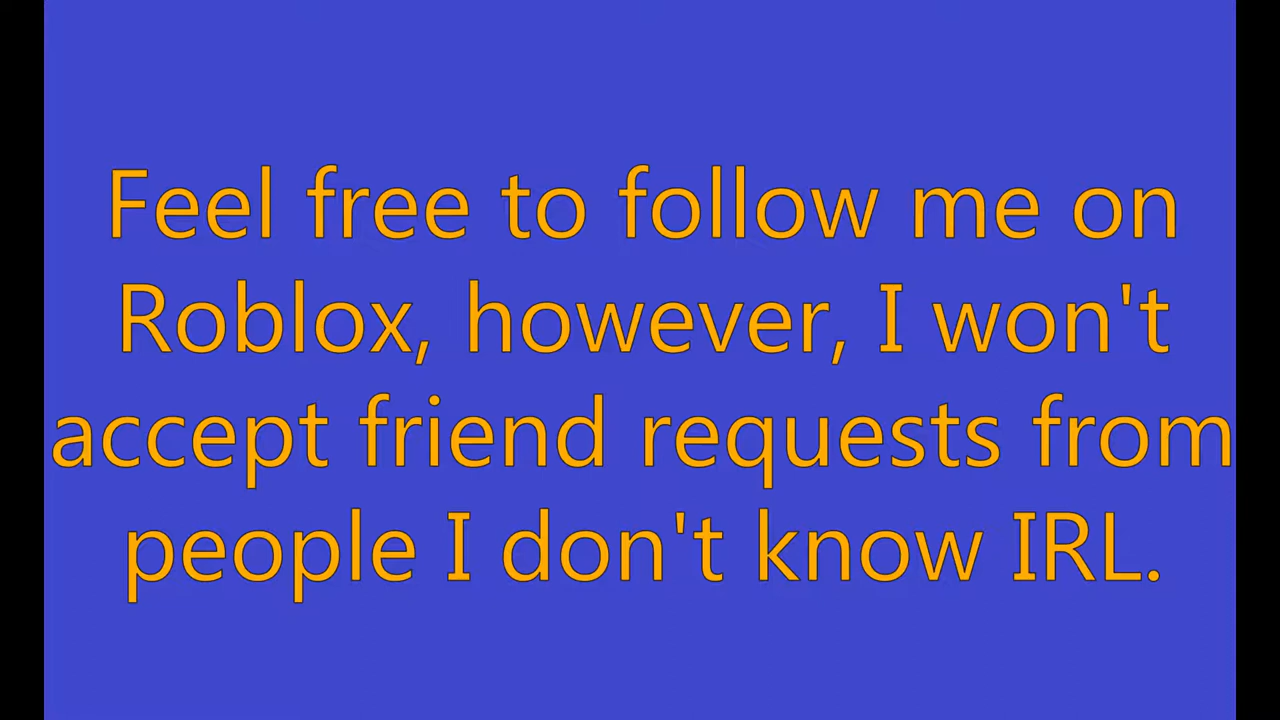 Feel free to follow me on
Roblox, however, I won't
accept friend requests from
people I don't know IRL.